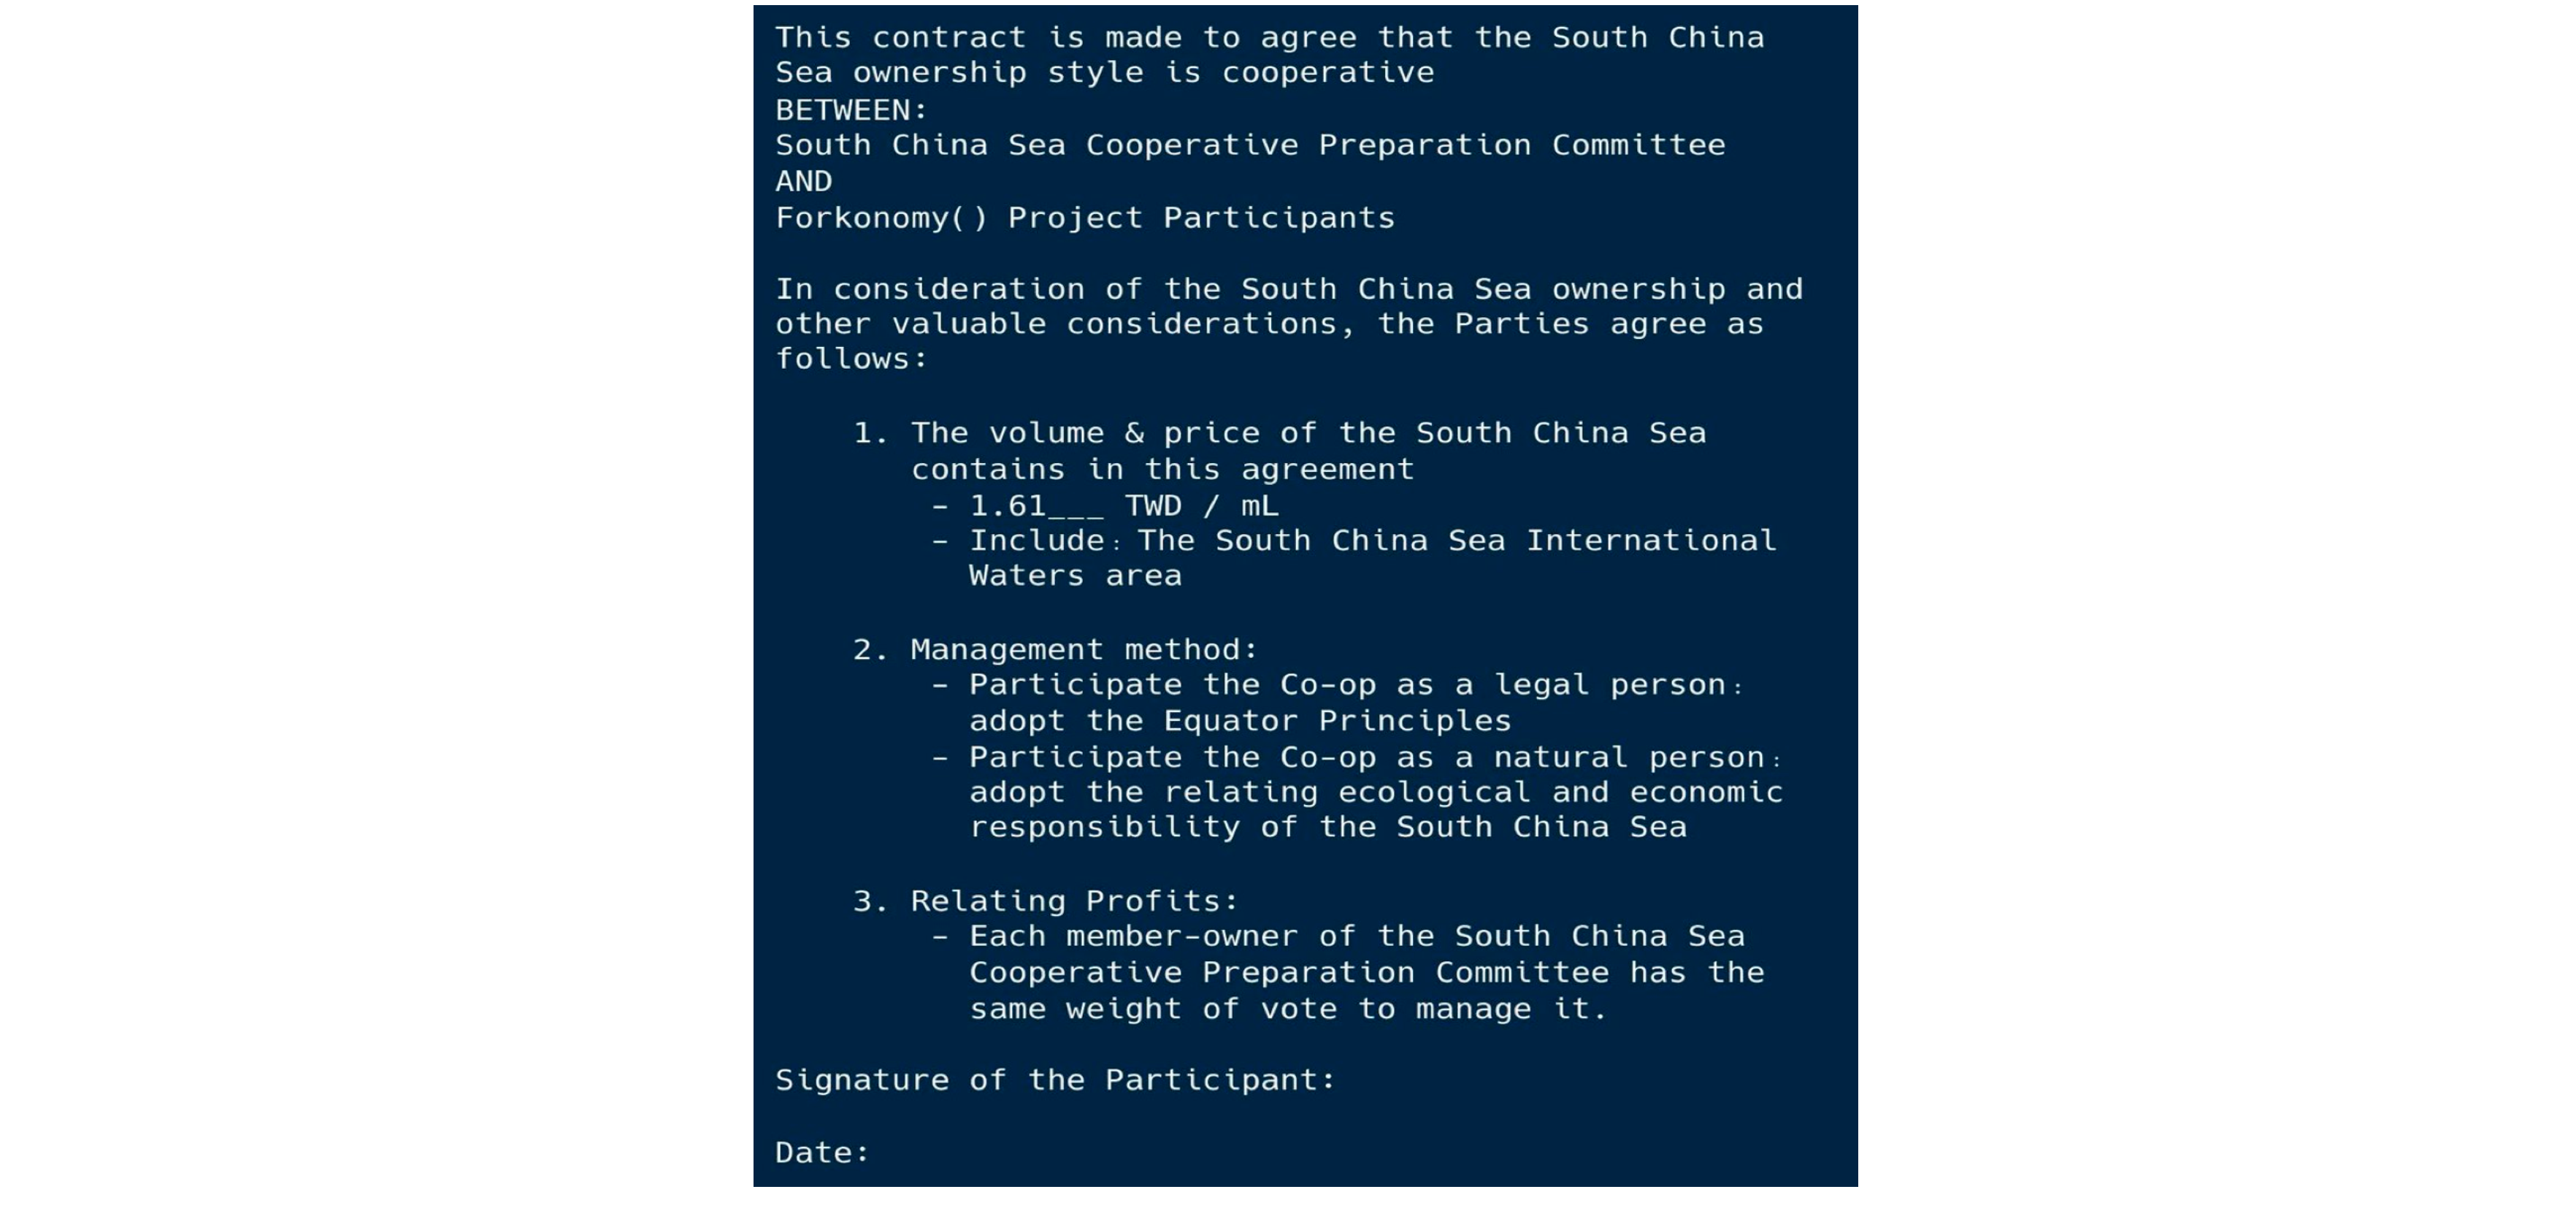 This contract is made to agree that the South China
Sea ownership style is cooperative
BETWEEN:
South China Sea Cooperative Preparation Committee
AND
Forkonomy() Project Participants
In consideration of the South China Sea ownership and
other valuable considerations, the Parties agree as
follows:
1. The volume & price of the South China Sea
contains in this agreement
- 1.61___ TWD / mL
- Include: The South China Sea International
Waters area
2. Management method:
- Participate the Co-op as a legal person:
adopt the Equator Principles
- Participate the Co-op as a natural person:
adopt the relating ecological and economic
responsibility of the South China Sea
3. Relating Profits:
- Each member-owner of the South China Sea
Cooperative Preparation Committee has the
same weight of vote to manage it.
Signature of the Participant:
Date: